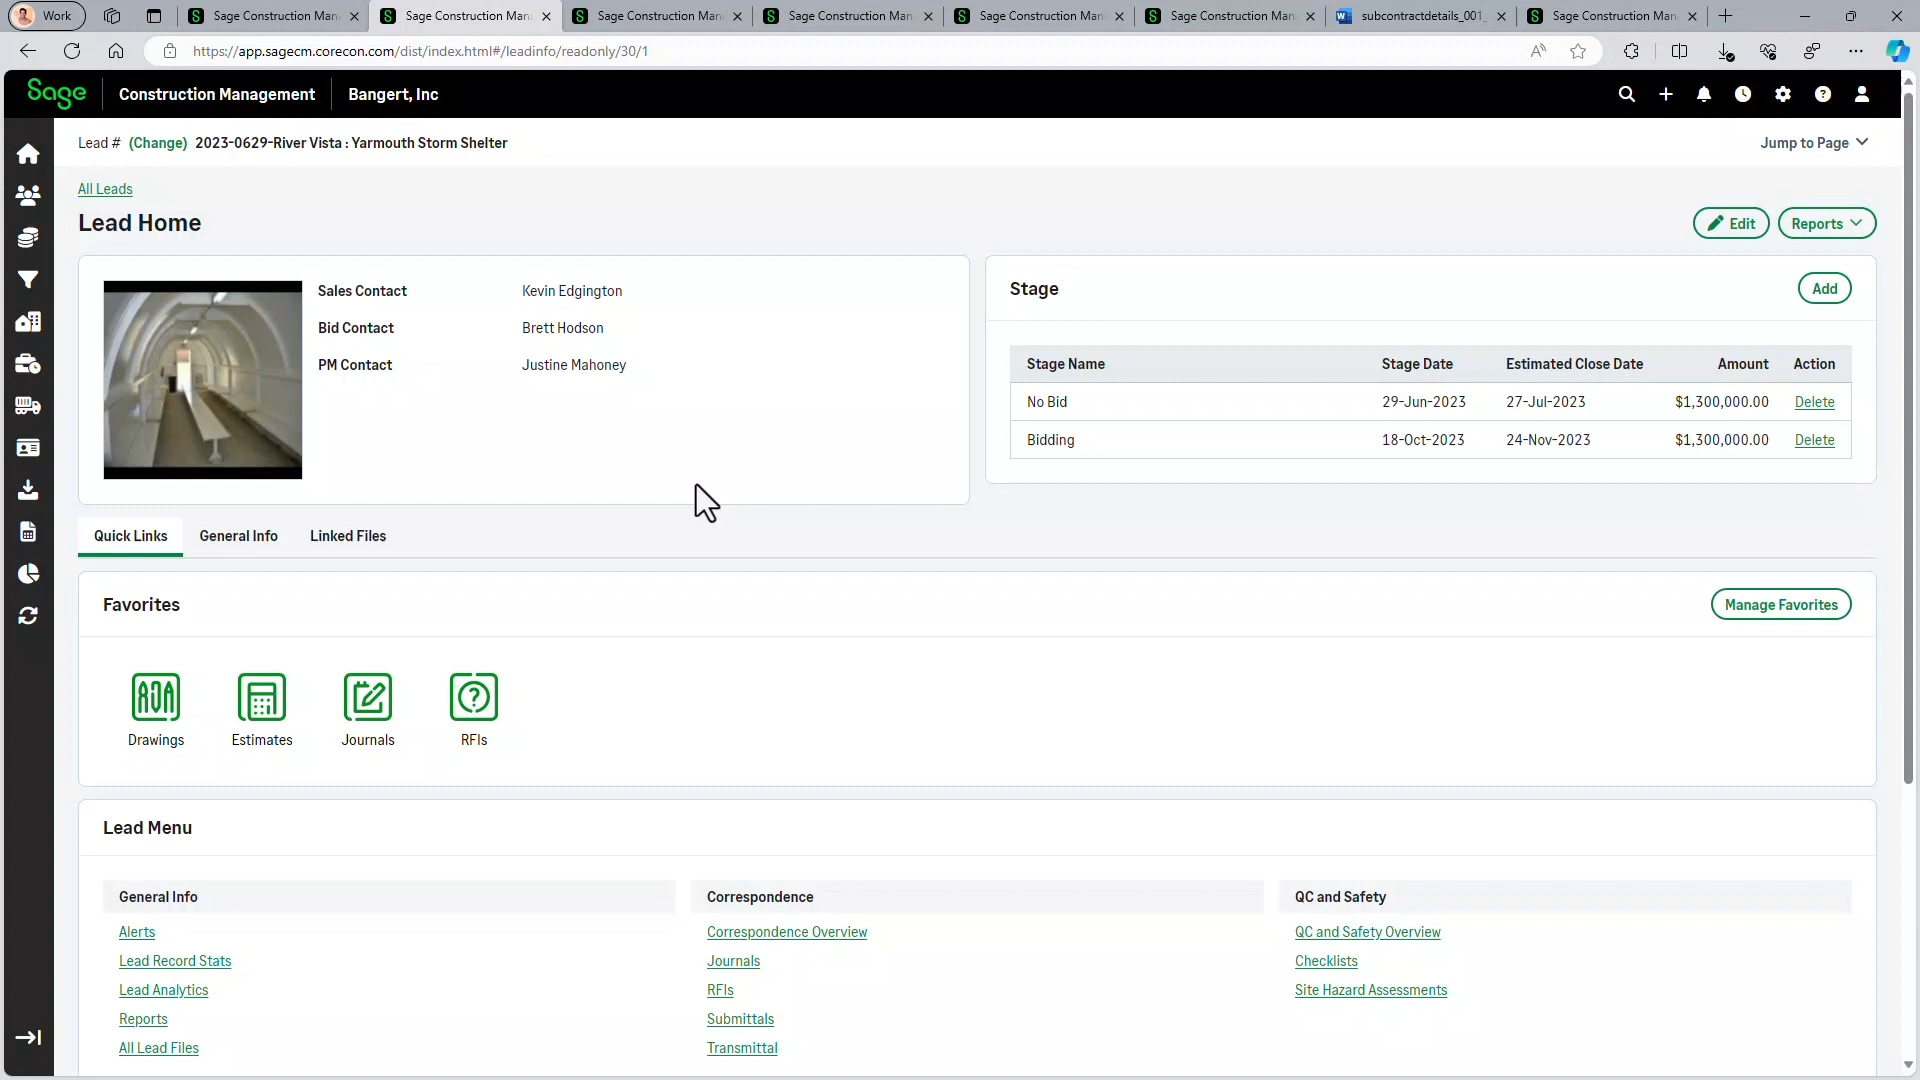 Work
Sage Construction Man
Sage Construction Man
Sage Construction Man
Sage Construction Man
Sage Construction Man
Sage Construction Man
subcontractdetails_001_
Sage Construction Man
https://app.sagecm.corecon.com/dist/index.html#/leadinfo/readonly/30/1
Sage
Construction Management
Bangert, Inc
Lead # (Change) 2023-0629-River Vista : Yarmouth Storm Shelter
Jump to Page
All Leads
Lead Home
Edit
Reports
Sales Contact Kevin Edgington
Bid Contact Brett Hodson
PM Contact Justine Mahoney
Stage
Add
Stage Name Stage Date Estimated Close Date Amount Action
No Bid 29-Jun-2023 27-Jul-2023 $1,300,000.00 Delete
Bidding 18-Oct-2023 24-Nov-2023 $1,300,000.00 Delete
Quick Links General Info Linked Files
Favorites
Manage Favorites
Drawings Estimates Journals RFIs
Lead Menu
General Info
Alerts
Lead Record Stats
Lead Analytics
Reports
All Lead Files
Correspondence
Correspondence Overview
Journals
RFIs
Submittals
Transmittal
QC and Safety
QC and Safety Overview
Checklists
Site Hazard Assessments